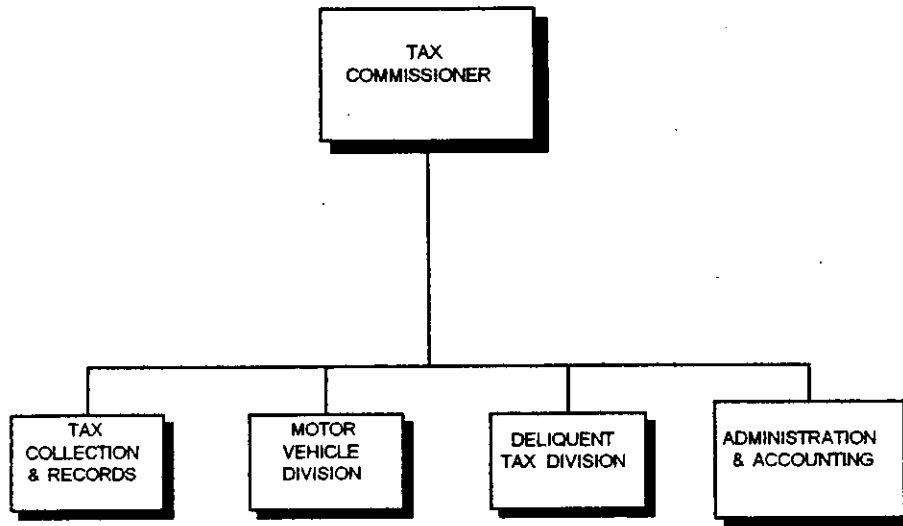 TAX
COMMISSIONER
TAX
COLLECTION
& RECORDS
MOTOR
VEHICLE
DIVISION
DELIQUENT
TAX DIVISION
ADMINISTRATION
& ACCOUNTING